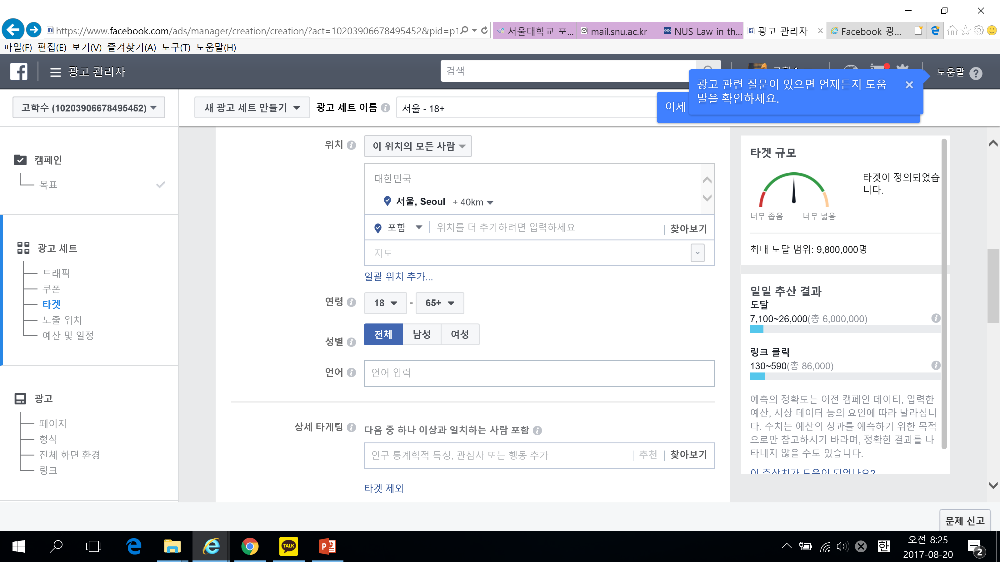 https://www.facebook.com/ads/manager/creation/creation/?act=10203906678495452&pid=p1
서울대학교 포...
mail.snu.ac.kr
NUS Law in th...
광고 관리자
Facebook 광...
파일(F) 편집(E) 보기(V) 즐겨찾기(A) 도구(T) 도움말(H)
광고 관리자
검색
도움말
광고 관련 질문이 있으면 언제든지 도움
말을 확인하세요.
이제
고학수 (10203906678495452)
새 광고 세트 만들기
광고 세트 이름
서울 - 18+
캠페인
목표
광고 세트
트래픽
쿠폰
타겟
노출 위치
예산 및 일정
광고
페이지
형식
전체 화면 환경
링크
위치
이 위치의 모든 사람
대한민국
서울, Seoul + 40km
포함
위치를 더 추가하려면 입력하세요
찾아보기
지도
일괄 위치 추가...
연령
18 - 65+
성별
전체 남성 여성
언어
언어 입력
상세 타게팅
다음 중 하나 이상과 일치하는 사람 포함
인구 통계학적 특성, 관심사 또는 행동 추가
추천
찾아보기
타겟 제외
타겟 규모
타겟이 정의되었습
니다.
너무 좁음
너무 넓음
최대 도달 범위: 9,800,000명
일일 추산 결과
도달
7,100~26,000(총 6,000,000)
링크 클릭
130~590(총 86,000)
예측의 정확도는 이전 캠페인 데이터, 입력한
예산, 시장 데이터 등의 요인에 따라 달라집니
다. 수치는 예산의 성과를 예측하기 위한 목적
으로만 참고하시기 바라며, 정확한 결과를 나
타내지 않을 수도 있습니다.
이 추산치가 도움이 되었나요?
문제 신고
TALK
한
오전 8:25
2017-08-20
2